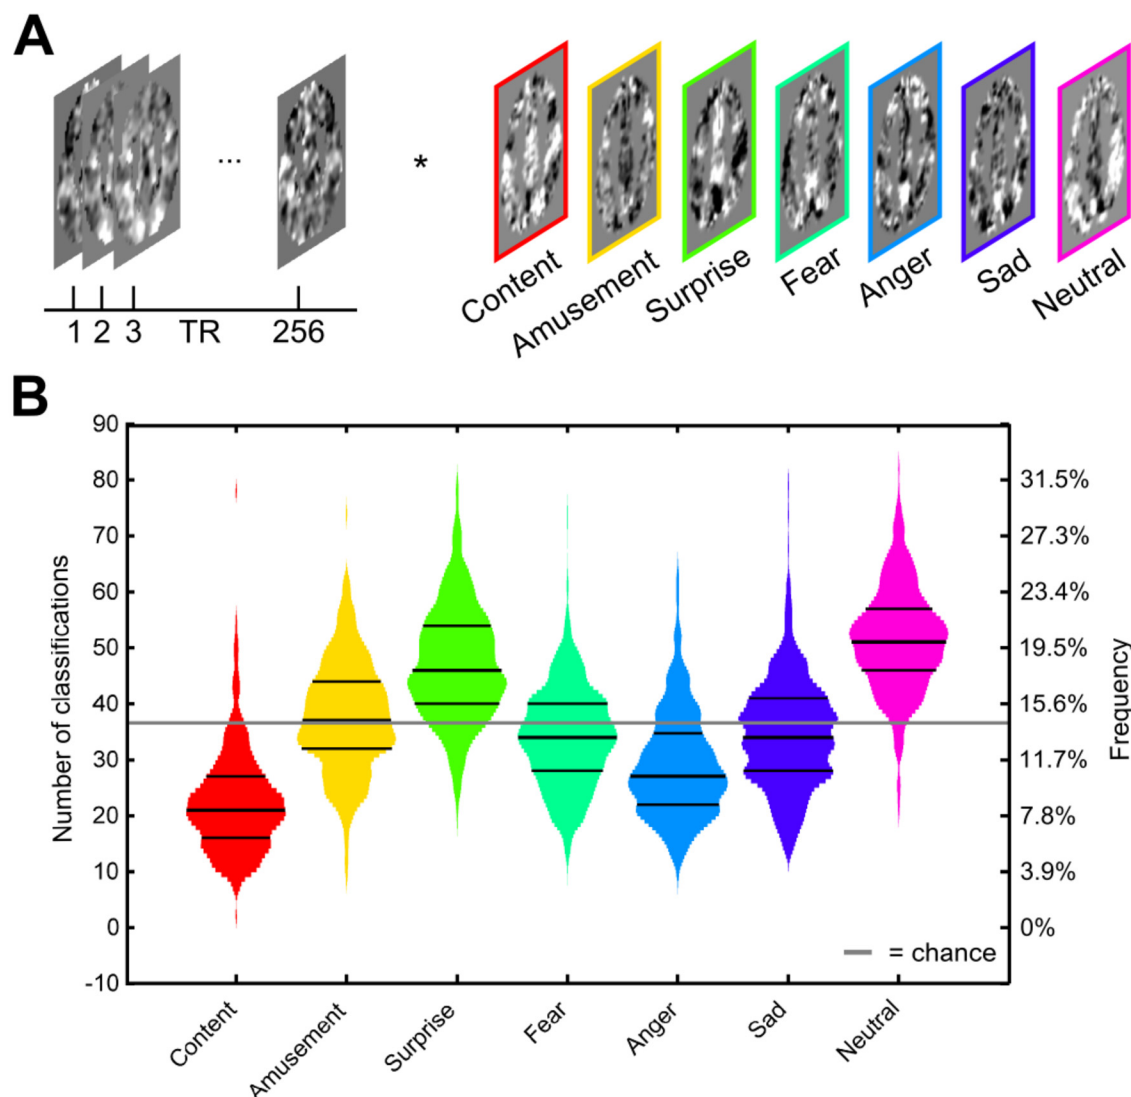 A
...
*
1 2 3 TR 256
Content
Amusement
Surprise
Fear
Anger
Sad
Neutral
B
Number of classifications
90
80
70
60
50
40
30
20
10
0
-10
31.5%
27.3%
23.4%
19.5%
15.6%
11.7%
7.8%
3.9%
0%
Frequency
= chance
Content
Amusement
Surprise
Fear
Anger
Sad
Neutral